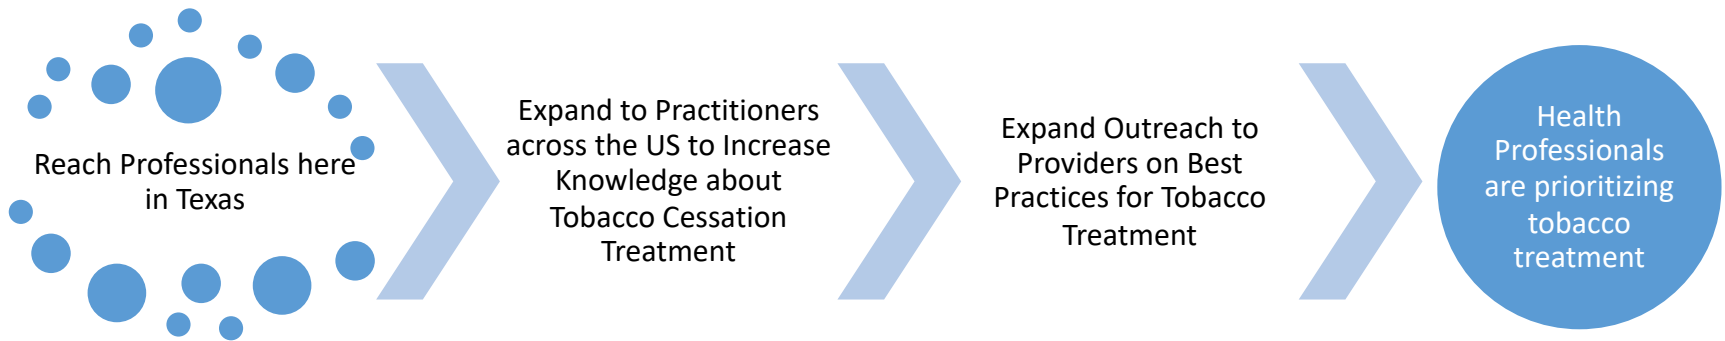 Reach Professionals here
in Texas
Expand to Practitioners
across the US to Increase
Knowledge about
Tobacco Cessation
Treatment
Expand Outreach to
Providers on Best
Practices for Tobacco
Treatment
Health
Professionals
are prioritizing
tobacco
treatment